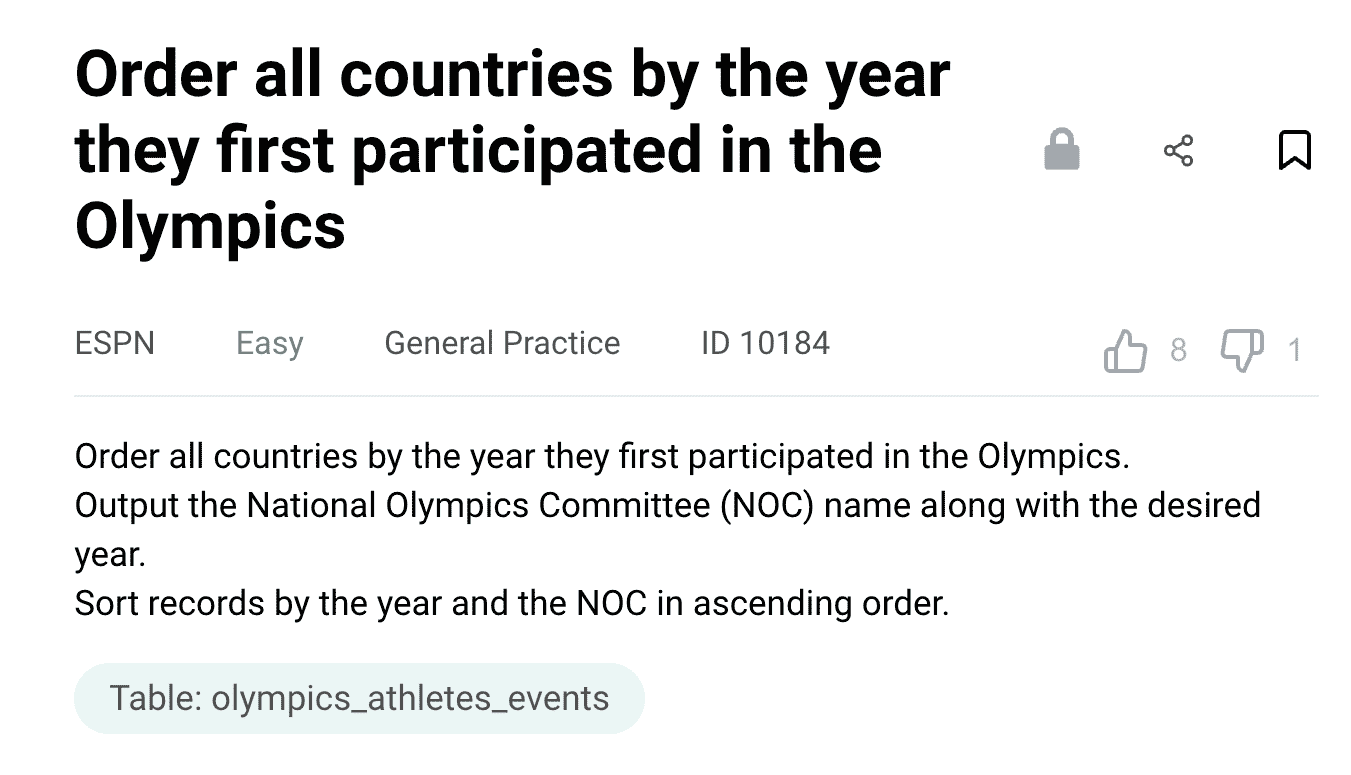 Order all countries by the year
they first participated in the
Olympics
ESPN Easy General Practice ID 10184 8 1
Order all countries by the year they first participated in the Olympics.
Output the National Olympics Committee (NOC) name along with the desired
year.
Sort records by the year and the NOC in ascending order.
Table: olympics_athletes_events